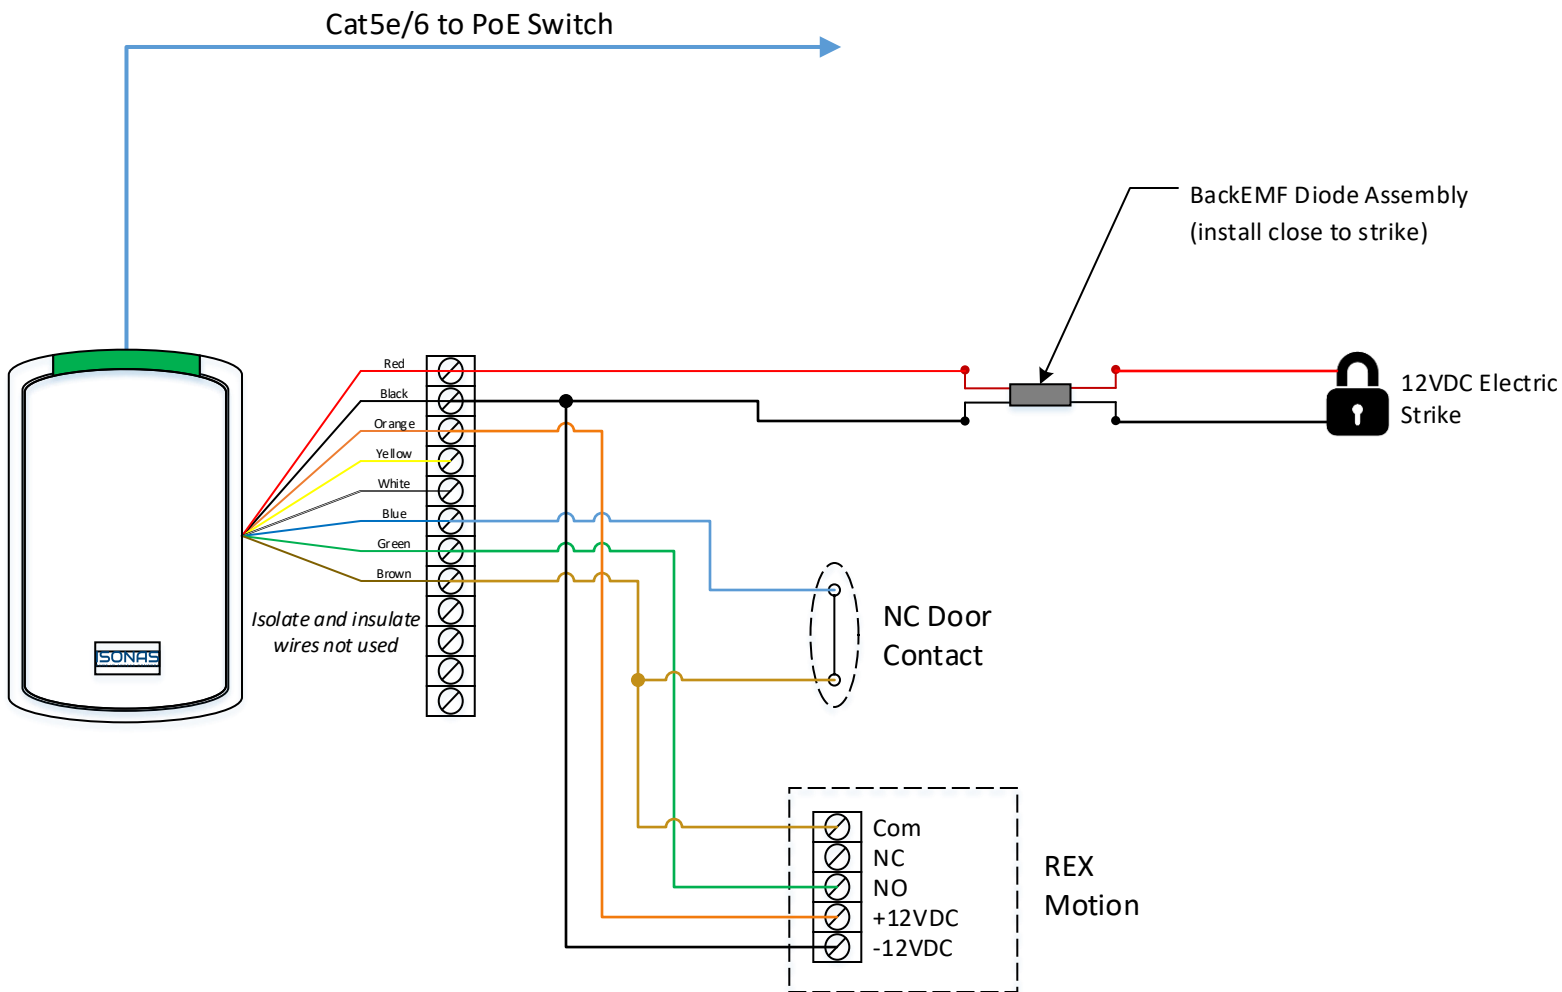 Cat5e/6 to PoE Switch
BackEMF Diode Assembly
(install close to strike)
12VDC Electric
Strike
Red
Black
Orange
Yellow
White
Blue
Green
Brown
Isolate and insulate
wires not used
ISONAS
NC Door
Contact
Com
NC
NO
+12VDC
-12VDC
REX
Motion